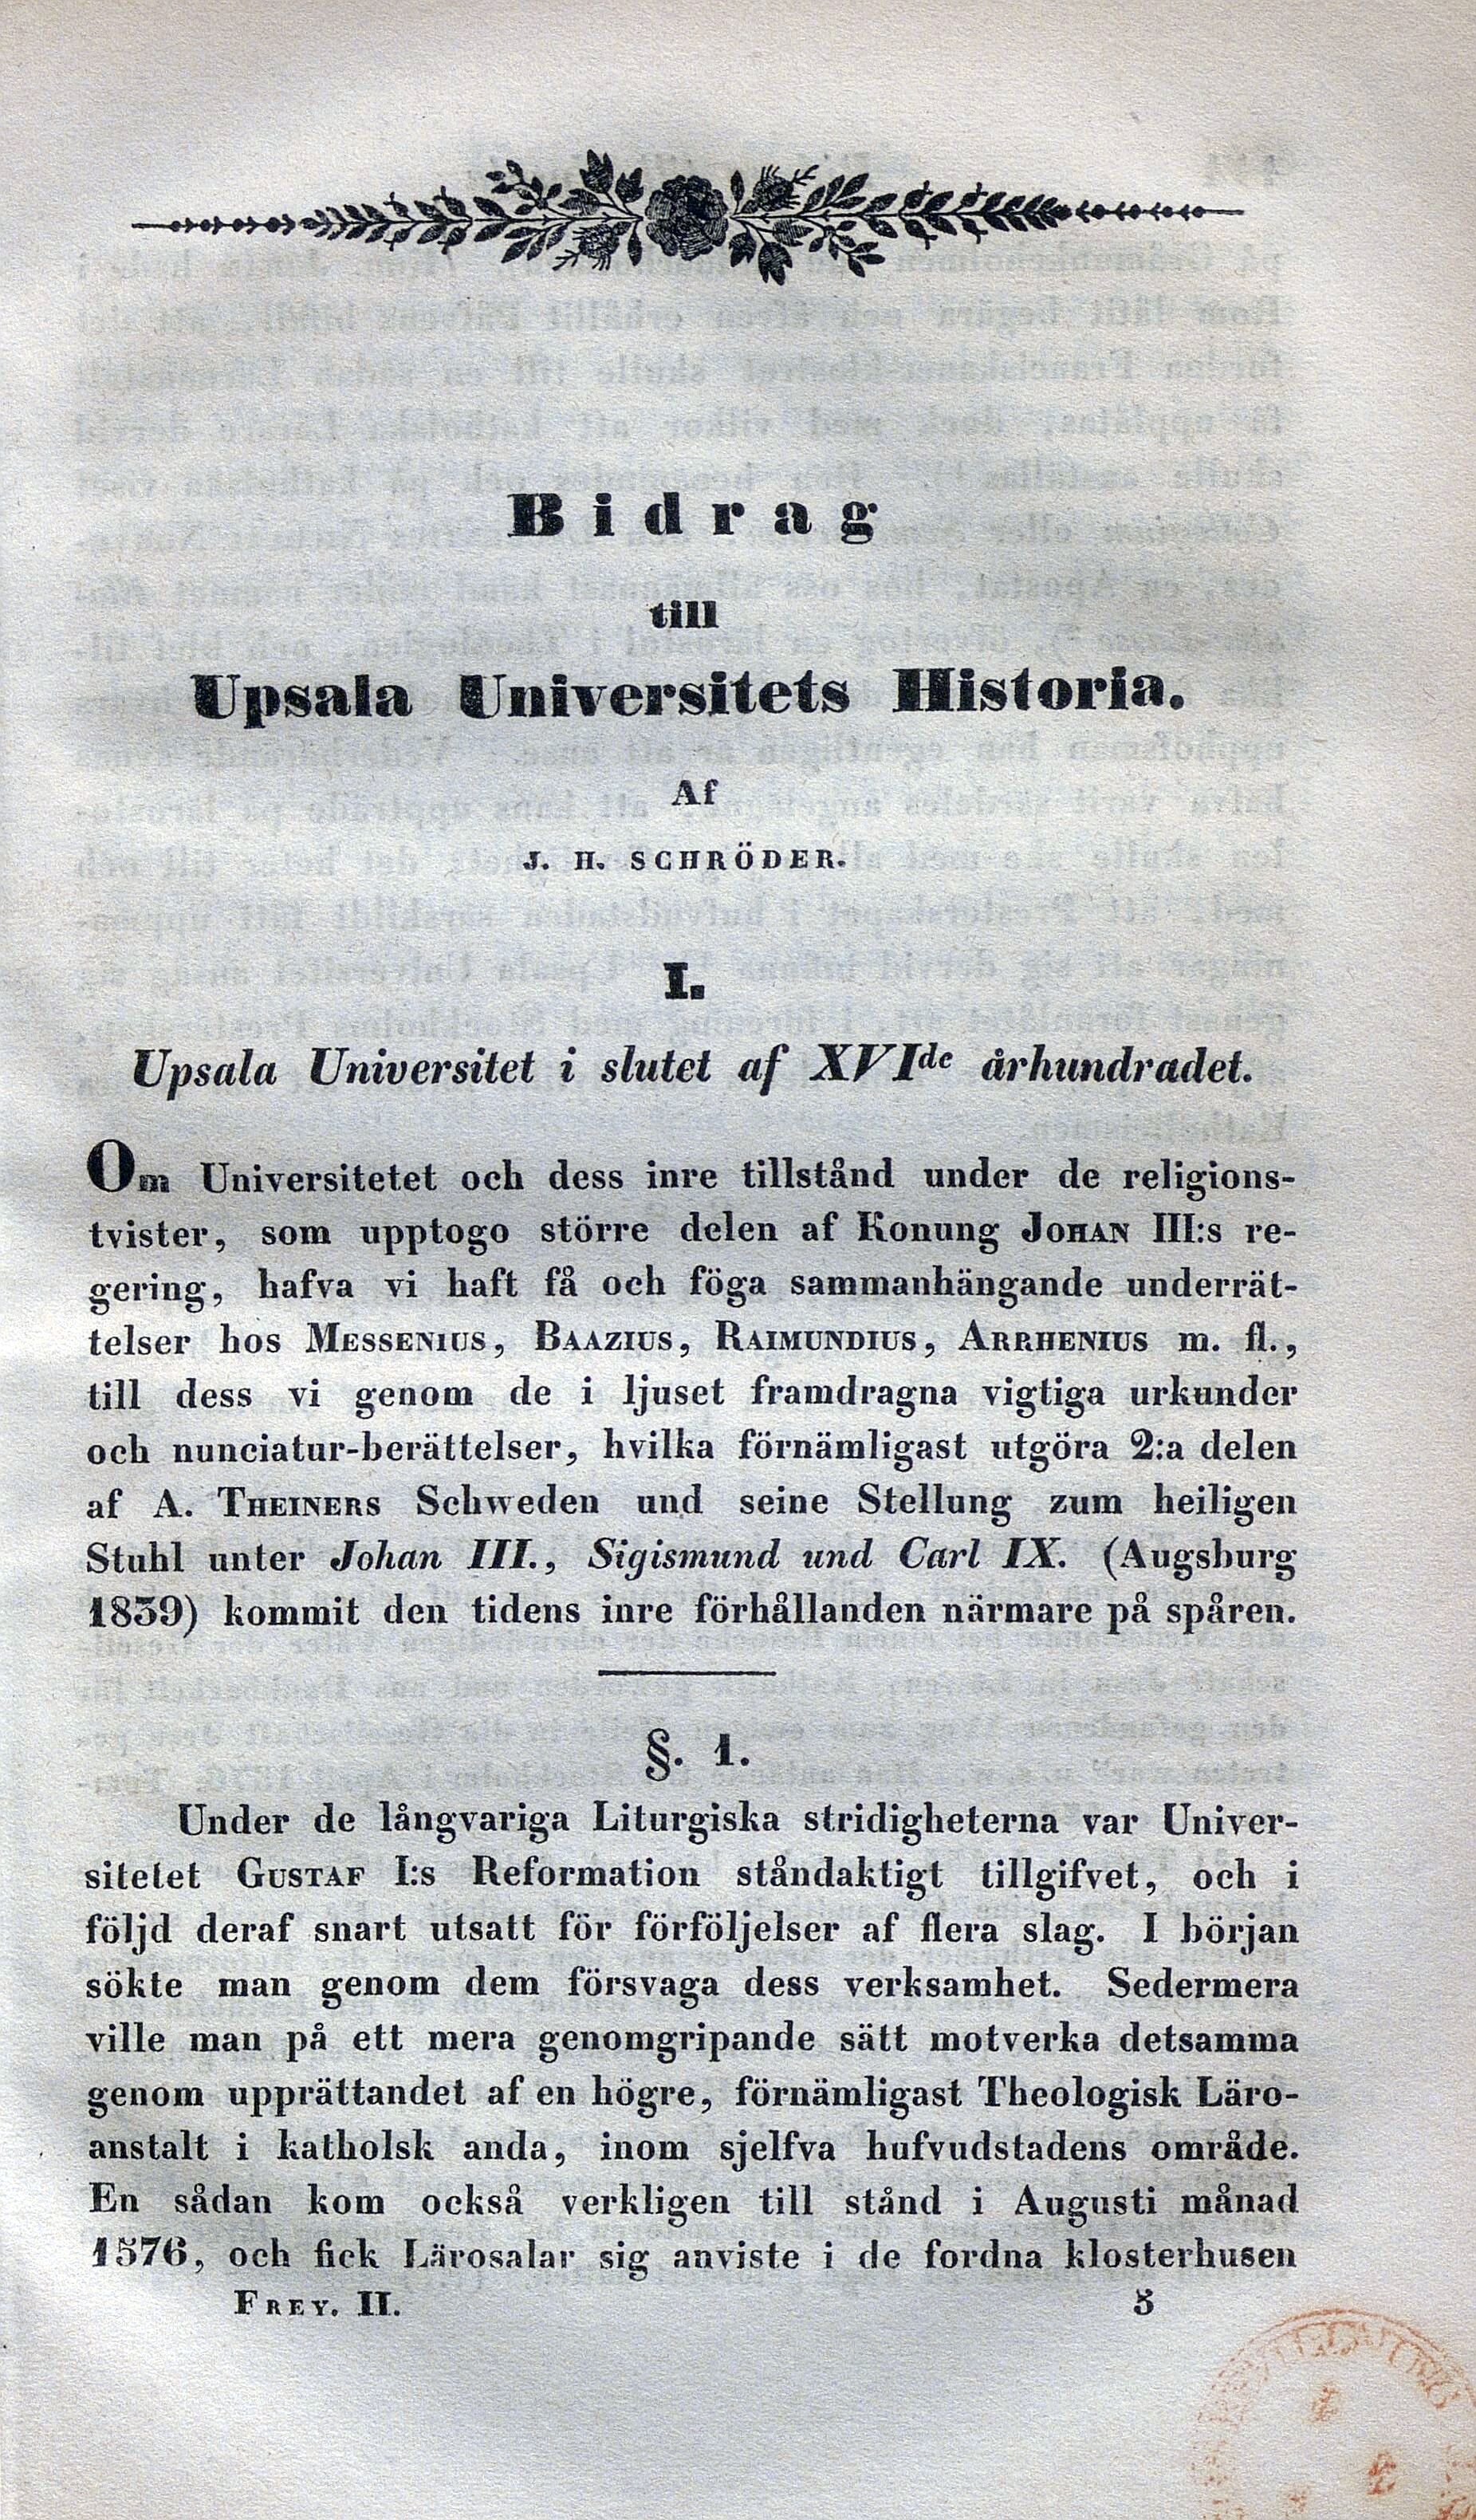 Bidrag
till
Upsala Universitets Historia.
Af
J. H. SCHRÖDER.
I.
Upsala Universitet i slutet af XVIde århundradet.
Om Universitetet och dess inre tillstånd under de religions-
tvister, som upptogo större delen af Konung JOHAN III:s re-
gering, hafva vi haft få och föga sammanhängande underrät-
telser hos MESSENIUS, BAAZIUS, RAIMUNDIUS, ARRHENIUS m. fl.,
till dess vi genom de i ljuset framdragna vigtiga urkunder
och nunciatur-berättelser, hvilka förnämligast utgöra 2:a delen
af A. THEINERS Schweden und seine Stellung zum heiligen
Stuhl unter Johan III., Sigismund und Carl IX. (Augsburg
1839) kommit den tidens inre förhållanden närmare på spåren.
§. 1.
Under de långvariga Liturgiska stridigheterna var Univer-
sitetet GUSTAF I:s Reformation ståndaktigt tillgifvet, och i
följd deraf snart utsatt för förföljelser af flera slag. I början
sökte man genom dem försvaga dess verksamhet. Sedermera
ville man på ett mera genomgripande sätt motverka detsamma
genom upprättandet af en högre, förnämligast Theologisk Läro-
anstalt i katholsk anda, inom sjelfva hufvudstadens område.
En sådan kom också verkligen till stånd i Augusti månad
1576, och fick Lärosalar sig anviste i de fordna klosterhusen
FREY. II. 5